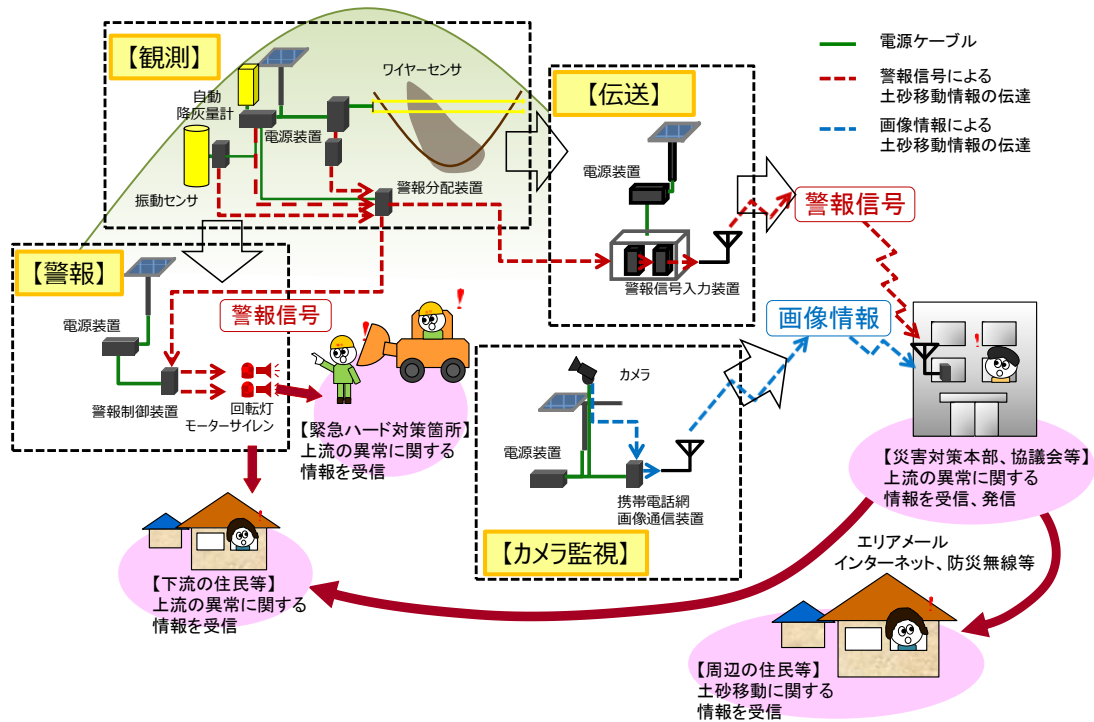 【観測】
自動
降灰量計
ワイヤーセンサ
電源装置
振動センサ
警報分配装置
【伝送】
電源装置
警報信号入力装置
電源ケーブル
警報信号による
土砂移動情報の伝達
画像情報による
土砂移動情報の伝達
警報信号
画像情報
【警報】
電源装置
警報制御装置
回転灯
モーターサイレン
警報信号
【緊急ハード対策箇所】
上流の異常に関する
情報を受信
カメラ
電源装置
携帯電話網
画像通信装置
【カメラ監視】
【災害対策本部、協議会等】
上流の異常に関する
情報を受信、発信
エリアメール
インターネット、防災無線等
【下流の住民等】
上流の異常に関する
情報を受信
【周辺の住民等】
土砂移動に関する
情報を受信